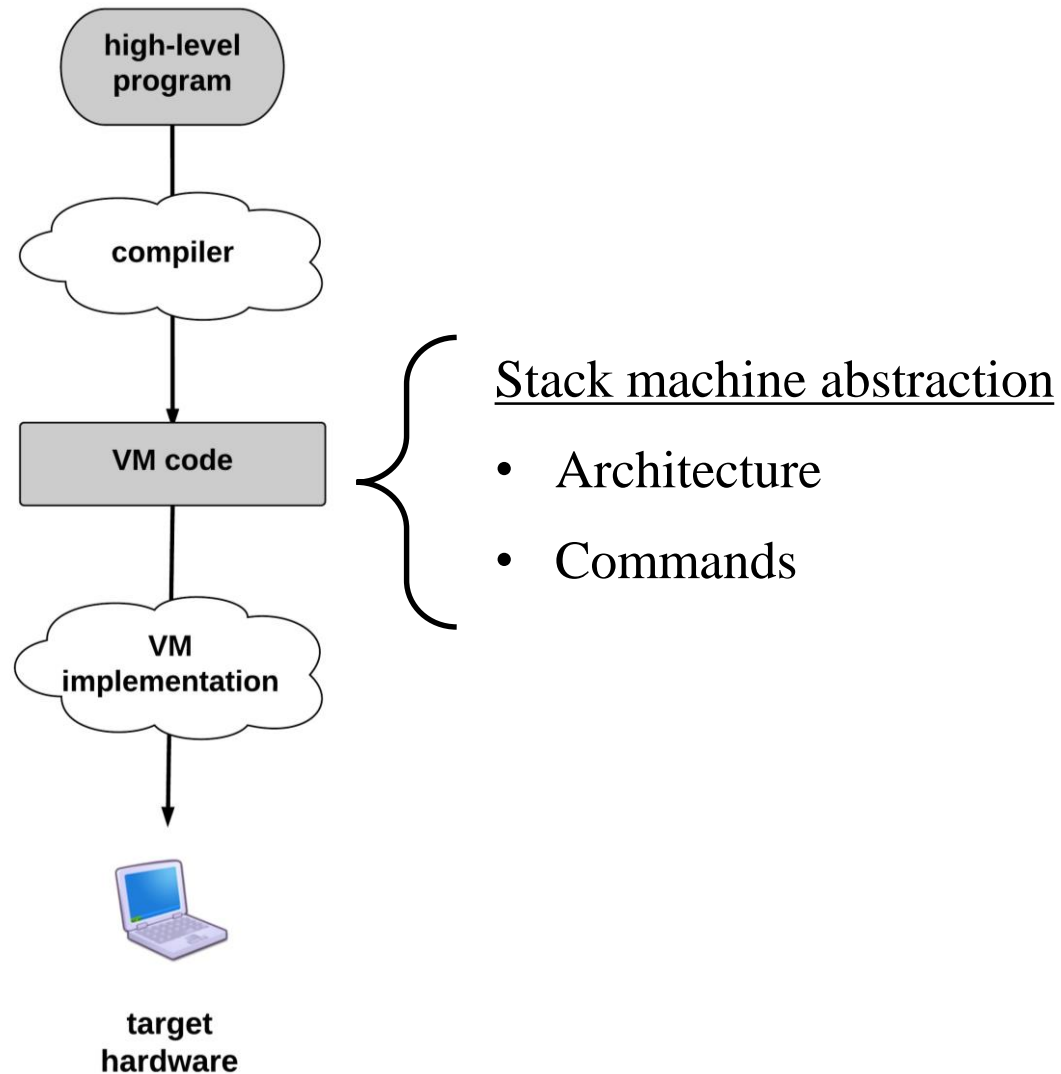 high-level
program
compiler
VM code
Stack machine abstraction
• Architecture
• Commands
VM
implementation
target
hardware